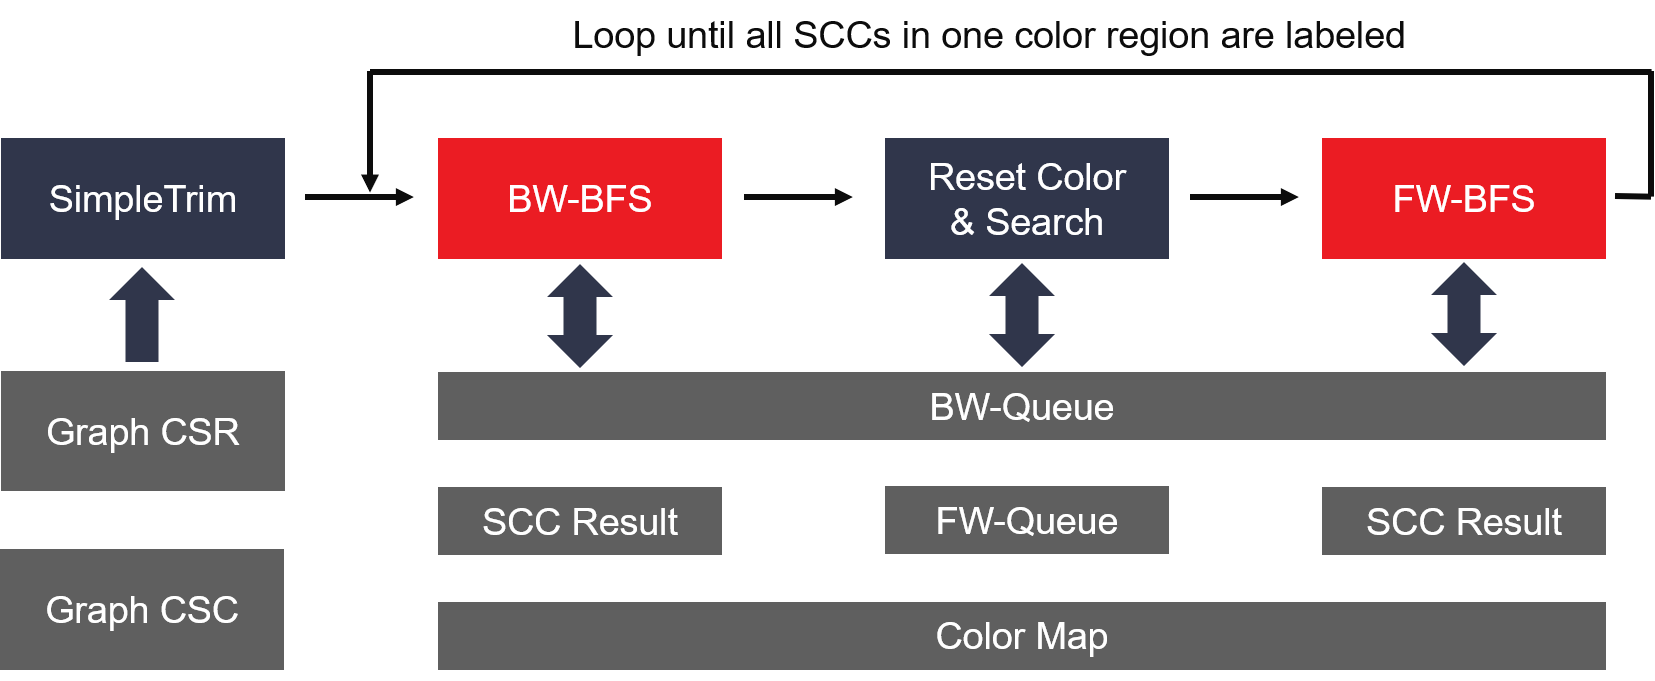 Loop until all SCCs in one color region are labeled
SimpleTrim
BW-BFS
Reset Color
& Search
FW-BFS
Graph CSR
BW-Queue
SCC Result
FW-Queue
SCC Result
Graph CSC
Color Map